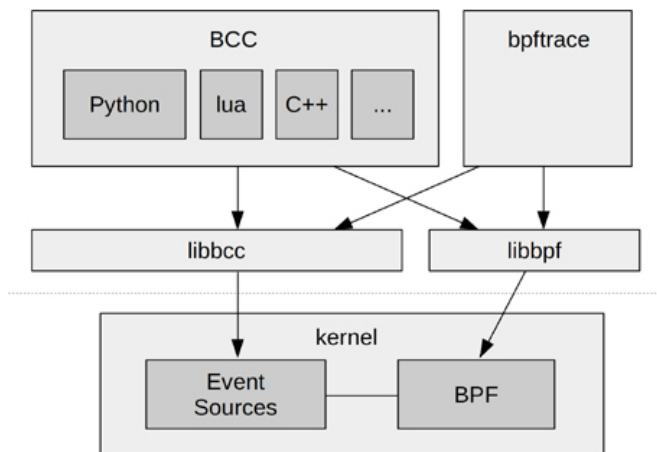 BCC
bpftrace
Python
lua
C++
...
libbcc
libbpf
kernel
Event
Sources
BPF